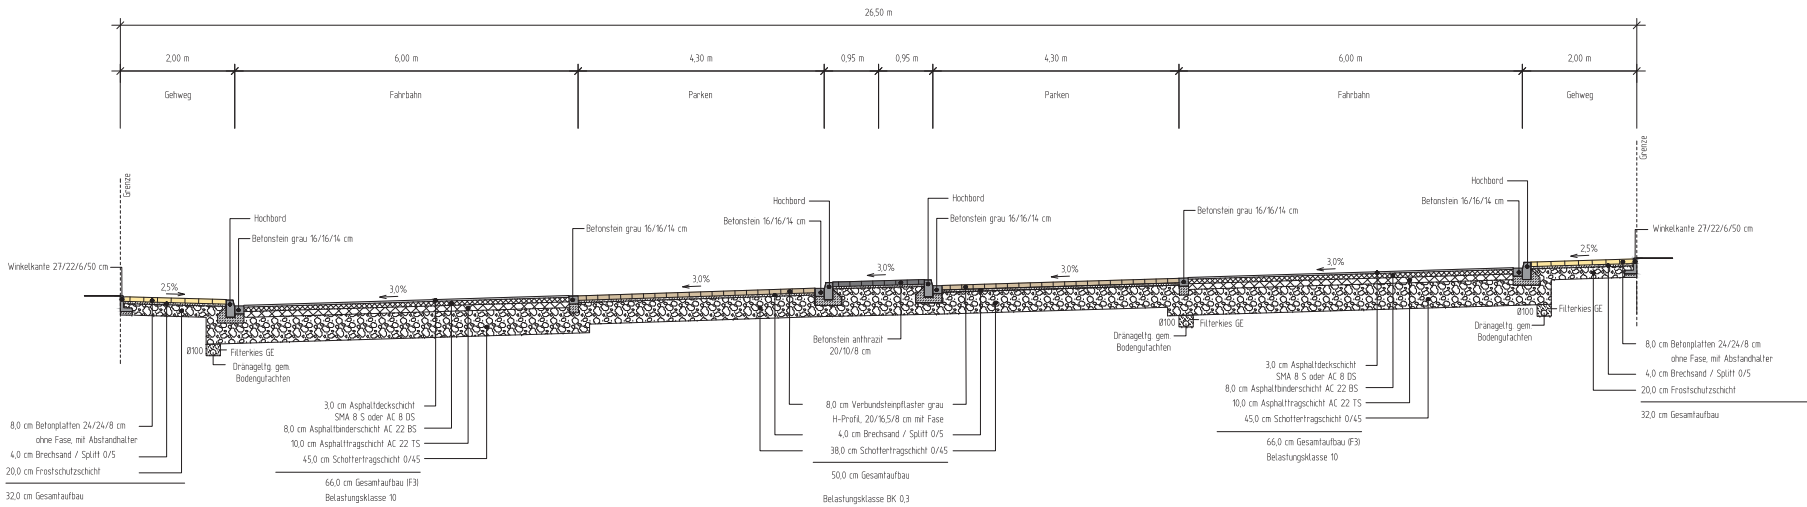 26,50 m
2,00 m
6,00 m
4,30 m
0,95 m
0,95 m
4,30 m
6,00 m
2,00 m
Gehweg
Fahrbahn
Parken
Parken
Fahrbahn
Gehweg
Grenze
Grenze
Hochbord
Betonstein grau 16/16/14 cm
Winkelkante 27/22/6/50 cm
Betonstein grau 16/16/14 cm
Hochbord
Betonstein 16/16/14 cm
Hochbord
Betonstein grau 16/16/14 cm
Betonstein grau 16/16/14 cm
Hochbord
Betonstein 16/16/14 cm
Winkelkante 27/22/6/50 cm
2,5%
3,0%
3,0%
3,0%
3,0%
3,0%
2,5%
Ø100
Filterkies GE
Dränageltg. gem.
Bodengutachten
Betonstein anthrazit
20/10/8 cm
Ø100
Filterkies GE
Dränageltg. gem.
Bodengutachten
Ø100
Filterkies GE
Dränageltg. gem.
Bodengutachten
8,0 cm Betonplatten 24/24/8 cm
ohne Fase, mit Abstandhalter
4,0 cm Brechsand / Splitt 0/5
20,0 cm Frostschutzschicht
32,0 cm Gesamtaufbau
3,0 cm Asphaltdeckschicht
SMA 8 S oder AC 8 DS
8,0 cm Asphaltbinderschicht AC 22 BS
10,0 cm Asphalttragschicht AC 22 TS
45,0 cm Schottertragschicht 0/45
66,0 cm Gesamtaufbau (F3)
Belastungsklasse 10
8,0 cm Verbundsteinpflaster grau
H-Profil, 20/16,5/8 cm mit Fase
4,0 cm Brechsand / Splitt 0/5
38,0 cm Schottertragschicht 0/45
50,0 cm Gesamtaufbau
Belastungsklasse BK 0,3
3,0 cm Asphaltdeckschicht
SMA 8 S oder AC 8 DS
8,0 cm Asphaltbinderschicht AC 22 BS
10,0 cm Asphalttragschicht AC 22 TS
45,0 cm Schottertragschicht 0/45
66,0 cm Gesamtaufbau (F3)
Belastungsklasse 10
8,0 cm Betonplatten 24/24/8 cm
ohne Fase, mit Abstandhalter
4,0 cm Brechsand / Splitt 0/5
20,0 cm Frostschutzschicht
32,0 cm Gesamtaufbau